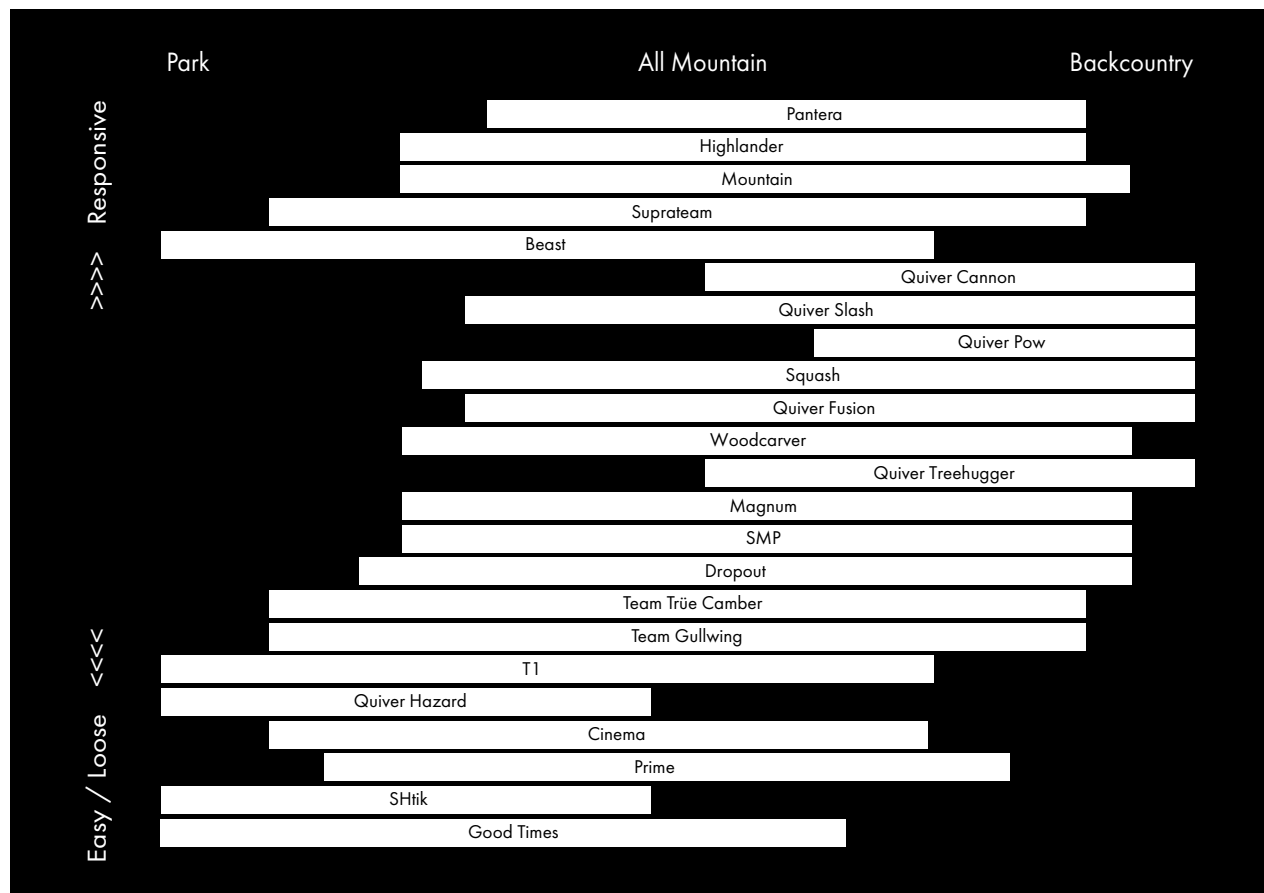 Park
All Mountain
Backcountry
>>>> Responsive
Pantera
Highlander
Mountain
Suprateam
Beast
Quiver Cannon
Quiver Slash
Quiver Pow
Squash
Quiver Fusion
Woodcarver
Quiver Treehugger
Magnum
SMP
Dropout
Team Trüe Camber
Team Gullwing
T1
Quiver Hazard
Cinema
Prime
SHtik
Good Times
Easy / Loose <<<<